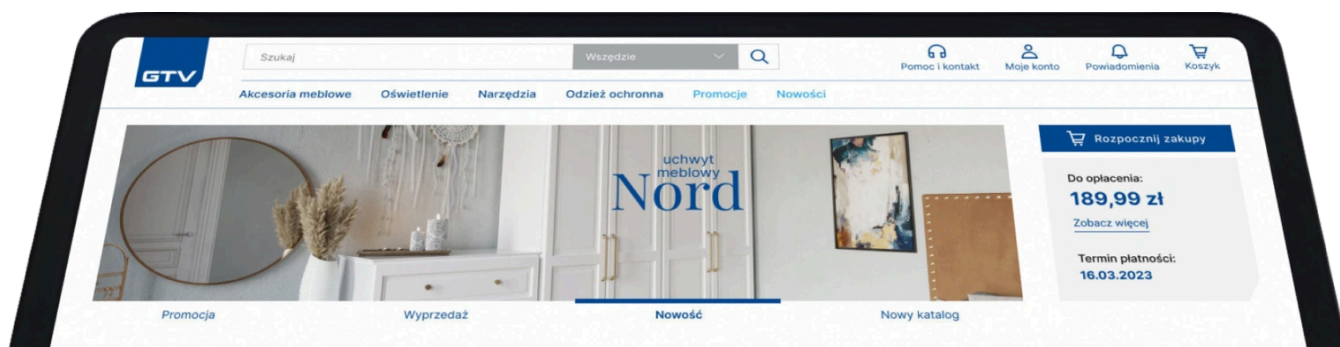 GTV
Szukaj
Wszędzie
Pomoc i kontakt
Moje konto
Powiadomienia
Koszyk
Akcesoria meblowe
Oświetlenie
Narzędzia
Odzież ochronna
Promocje
Nowości
uchwyt
meblowy
Nord
Rozpocznij zakupy
Do opłacenia:
189,99 zł
Zobacz więcej
Termin płatności:
16.03.2023
Promocja
Wyprzedaż
Nowość
Nowy katalog